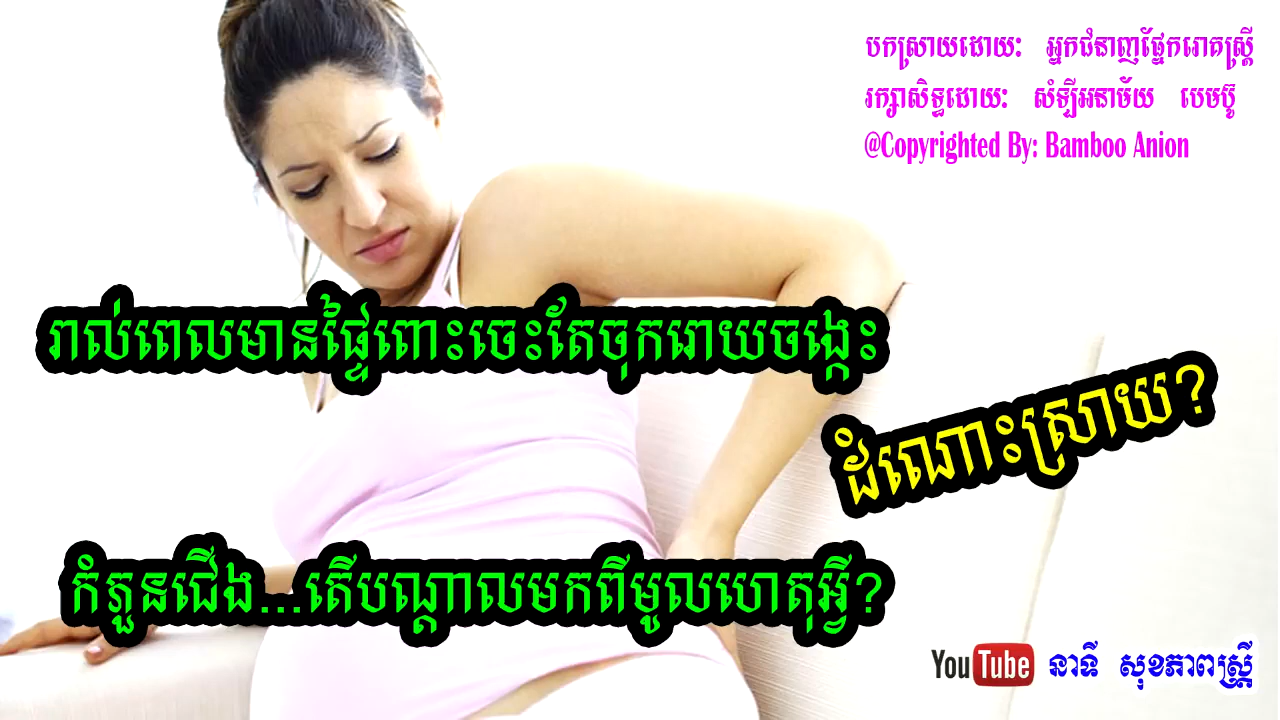 បកស្រាយដោយៈ អ្នកជំនាញផ្នែករោគស្ត្រី
រក្សាសិទ្ធដោយៈ សំឡីអនាម័យ បេមប៊ូ
@Copyrighted By: Bamboo Anion
រាល់ពេលមានផ្ទៃពោះចេះតែចុករោយចង្កេះ
ដំណោះស្រាយ?
កំភួនជើង...តើបណ្តាលមកពីមូលហេតុអ្វី?
YouTube នាទី សុខភាពស្ត្រី